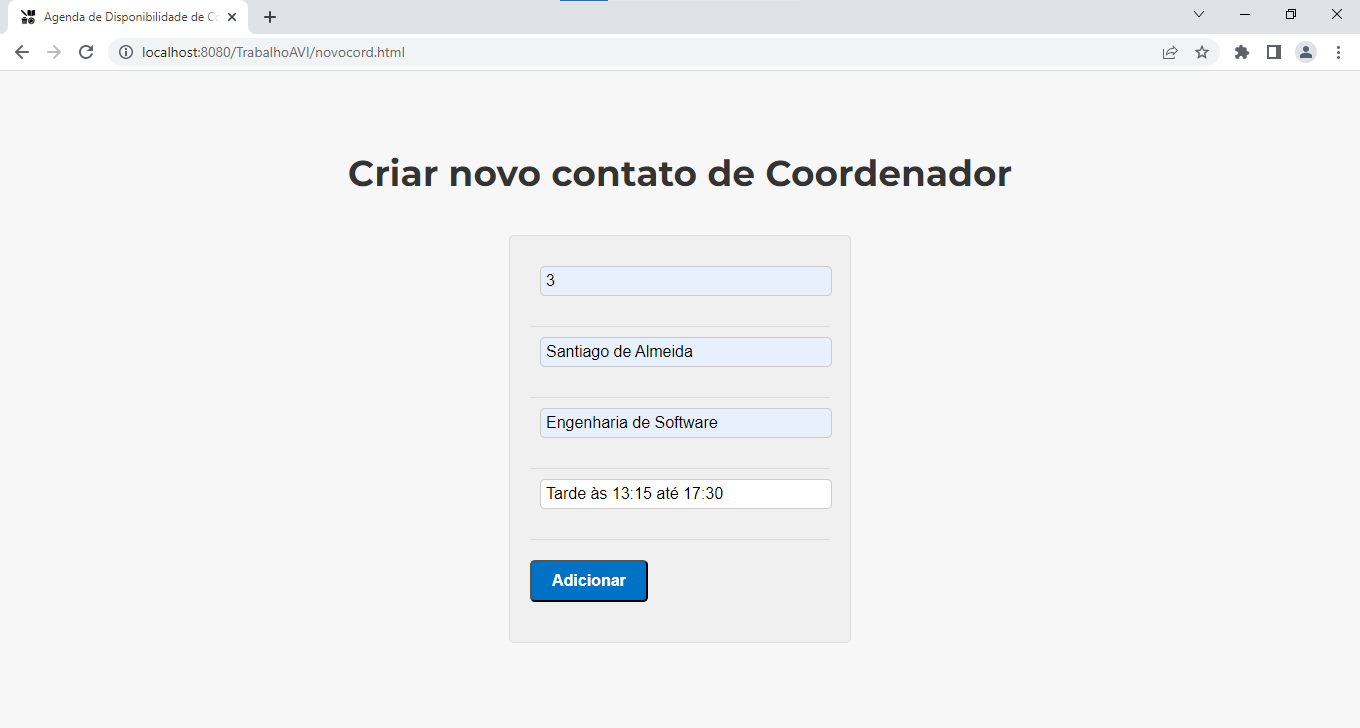 Agenda de Disponibilidade de Co
localhost:8080/TrabalhoAVI/novocord.html
Criar novo contato de Coordenador
3
Santiago de Almeida
Engenharia de Software
Tarde às 13:15 até 17:30
Adicionar